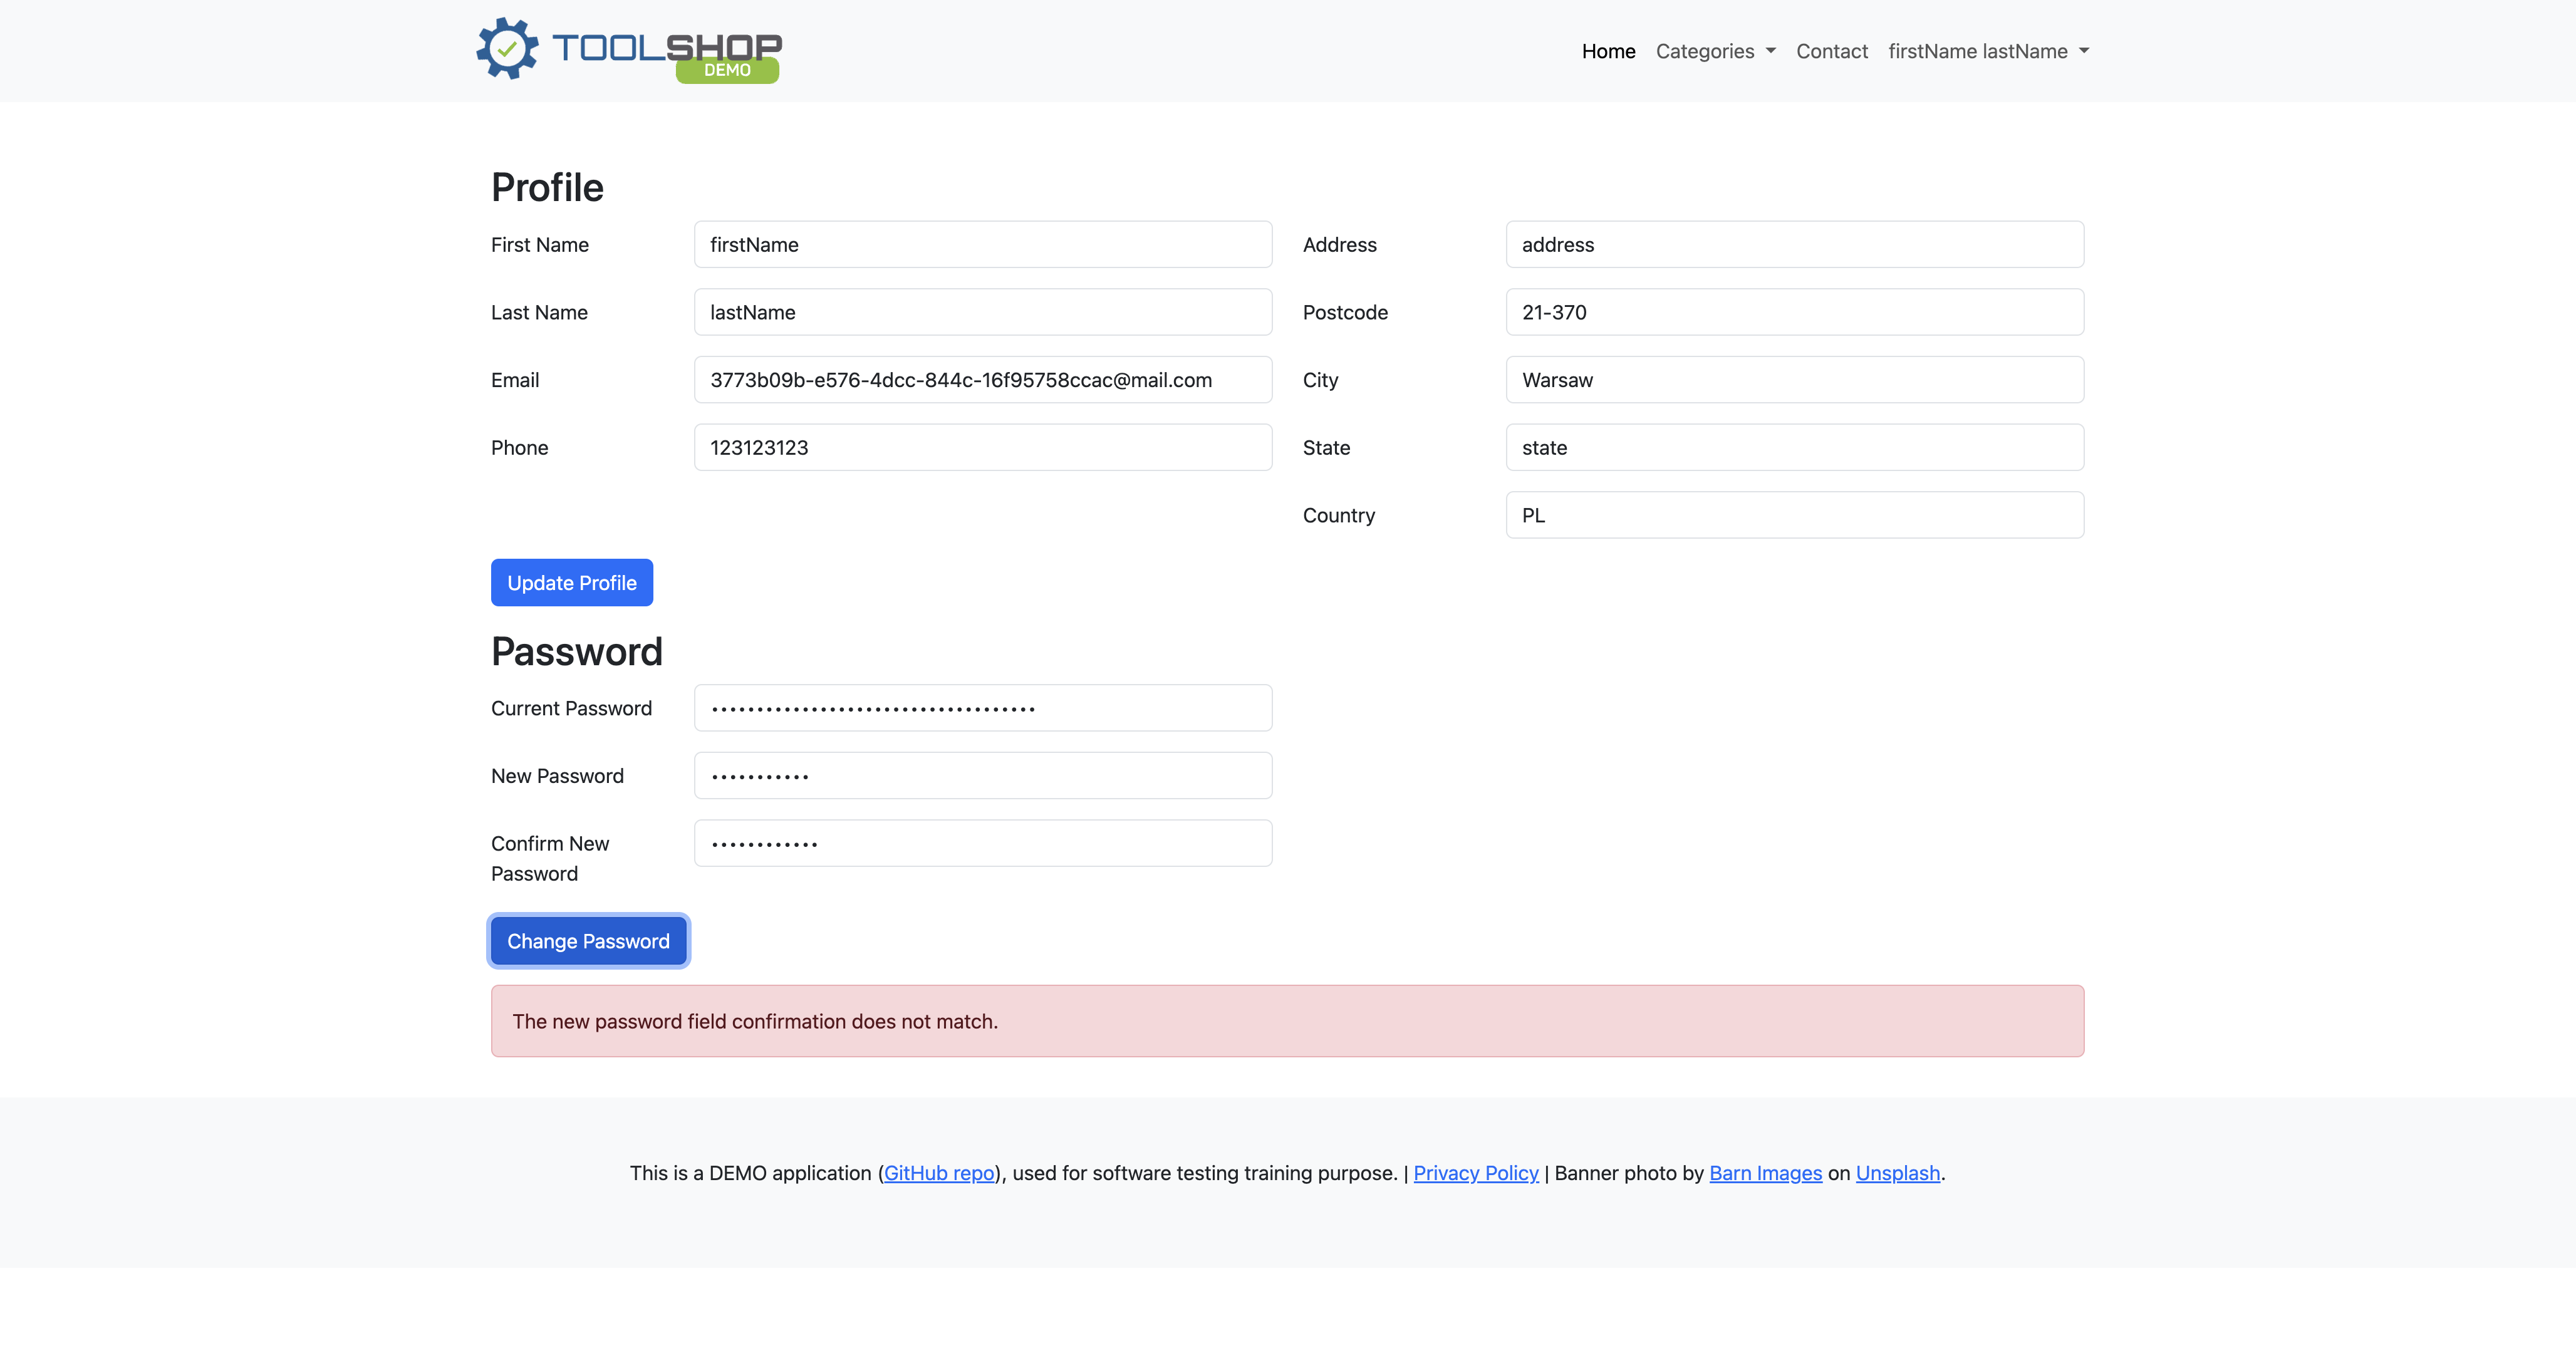 TOOLSHOP
DEMO
Home Categories Contact firstName lastName
Profile
First Name firstName Address address
Last Name lastName Postcode 21-370
Email 3773b09b-e576-4dcc-844c-16f95758ccac@mail.com City Warsaw
Phone 123123123 State state
Country PL
Update Profile
Password
Current Password ••••••••••••••••••••••••••••••••••••
New Password •••••••••••
Confirm New ••••••••••••
Password
Change Password
The new password field confirmation does not match.
This is a DEMO application (GitHub repo), used for software testing training purpose. | Privacy Policy | Banner photo by Barn Images on Unsplash.